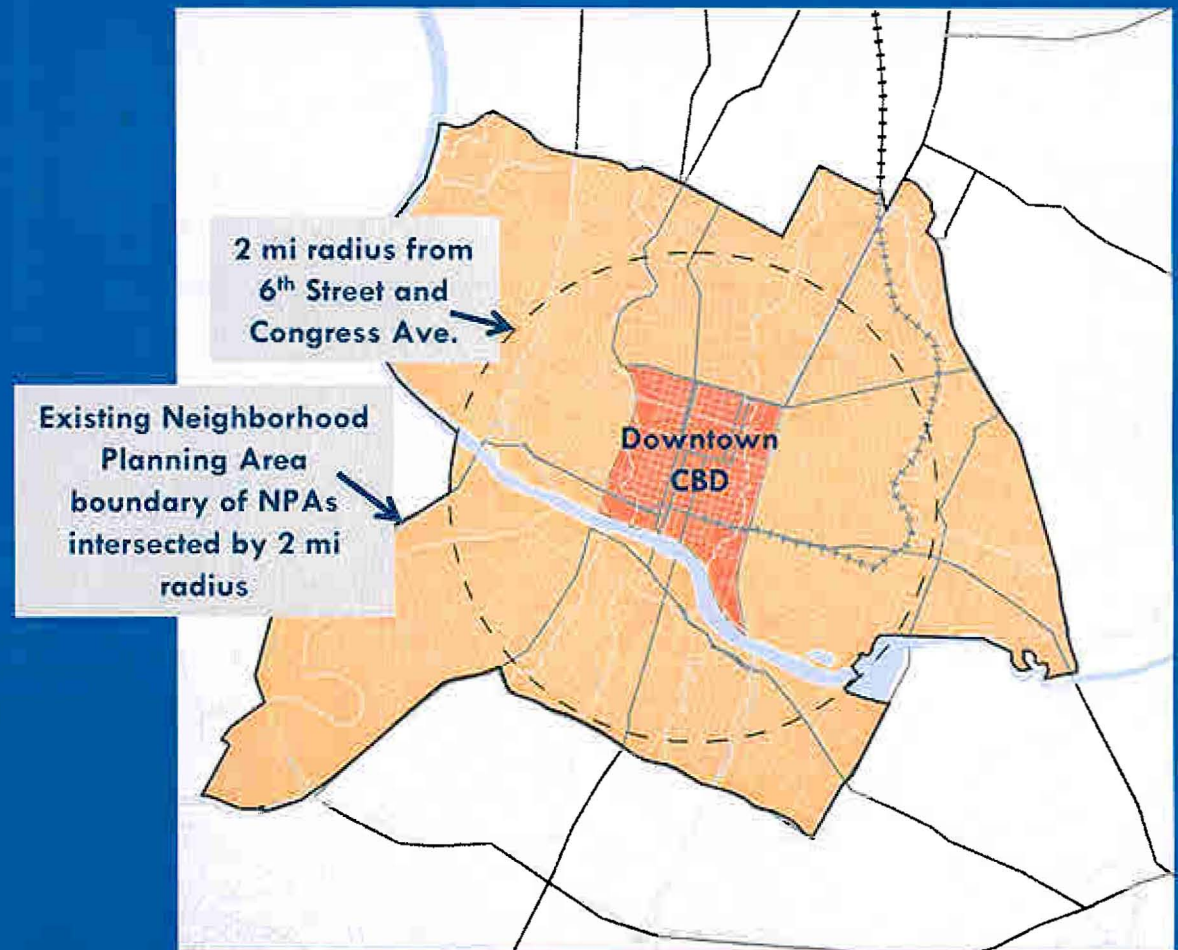 2 mi radius from
6th Street and
Congress Ave.
Existing Neighborhood
Planning Area
boundary of NPAs
intersected by 2 mi
radius
Downtown
CBD